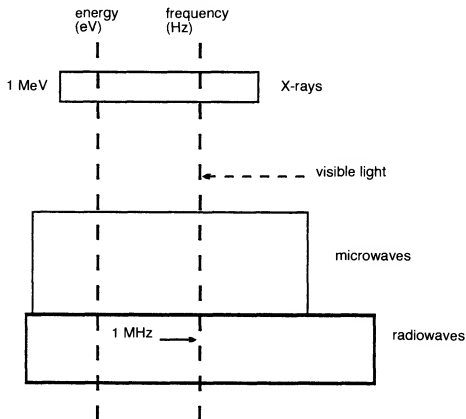 energy
(eV)
frequency
(Hz)
1 MeV
X-rays
visible light
microwaves
1 MHz
radiowaves